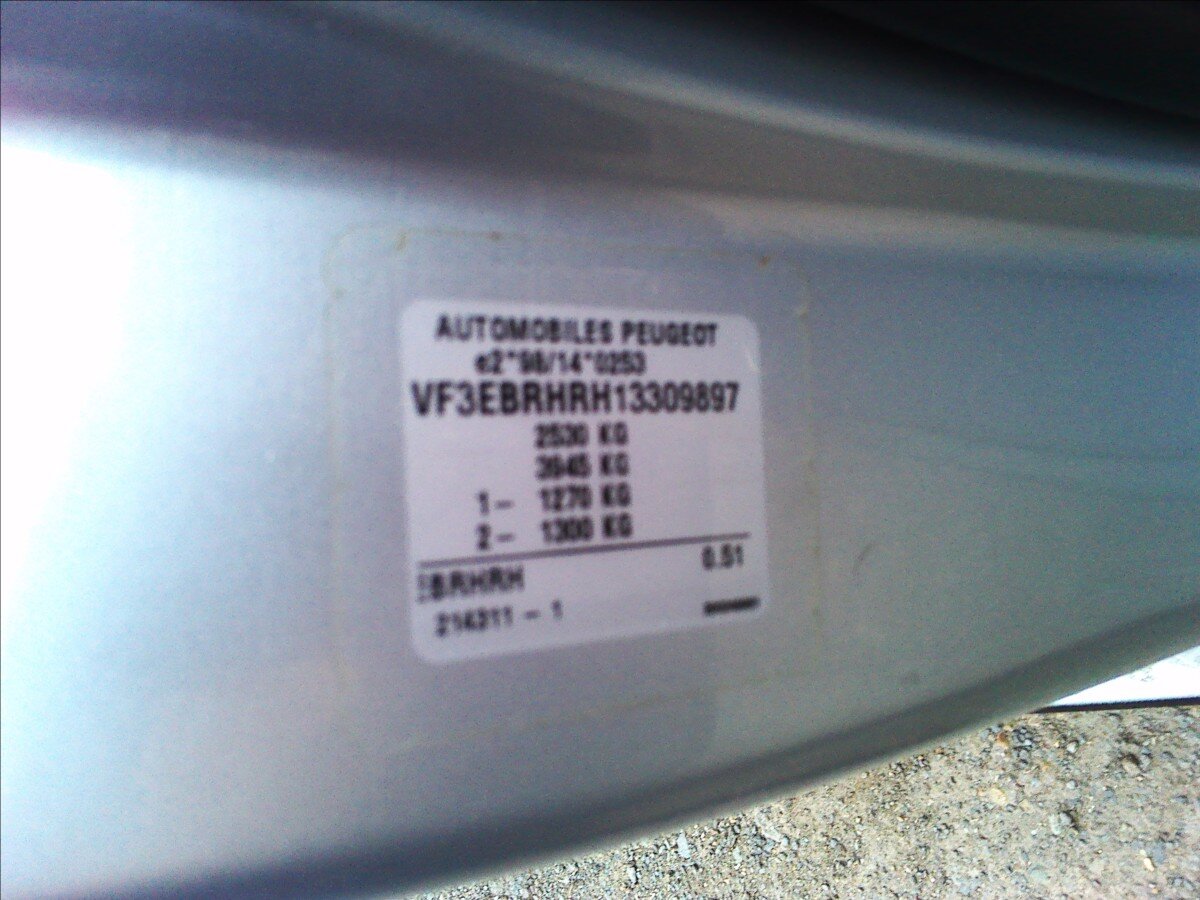 AUTOMOBILES PEUGEOT
e2*98/14*0253
VF3EBRHRH13309897
2530 KG
3945 KG
1- 1270 KG
2- 1300 KG
BRHRH 0.51
214311 - 1